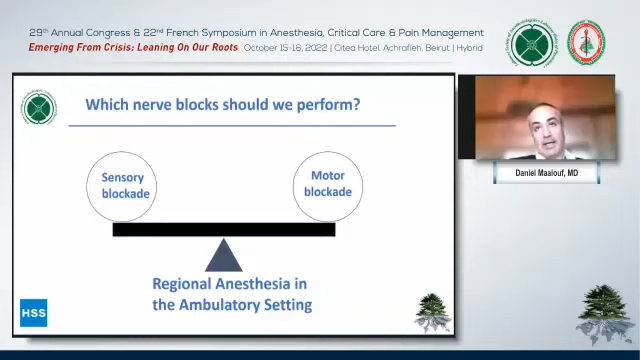 29th Annual Congress & 22nd French Symposium in Anesthesia, Critical Care & Pain Management
Emerging From Crisis: Leaning On Our Roots October 15-16, 2022 | Citea Hotel, Achrafieh, Beirut | Hybrid
Which nerve blocks should we perform?
Sensory
blockade
Motor
blockade
Regional Anesthesia in
the Ambulatory Setting
HSS
Daniel Maalouf, MD